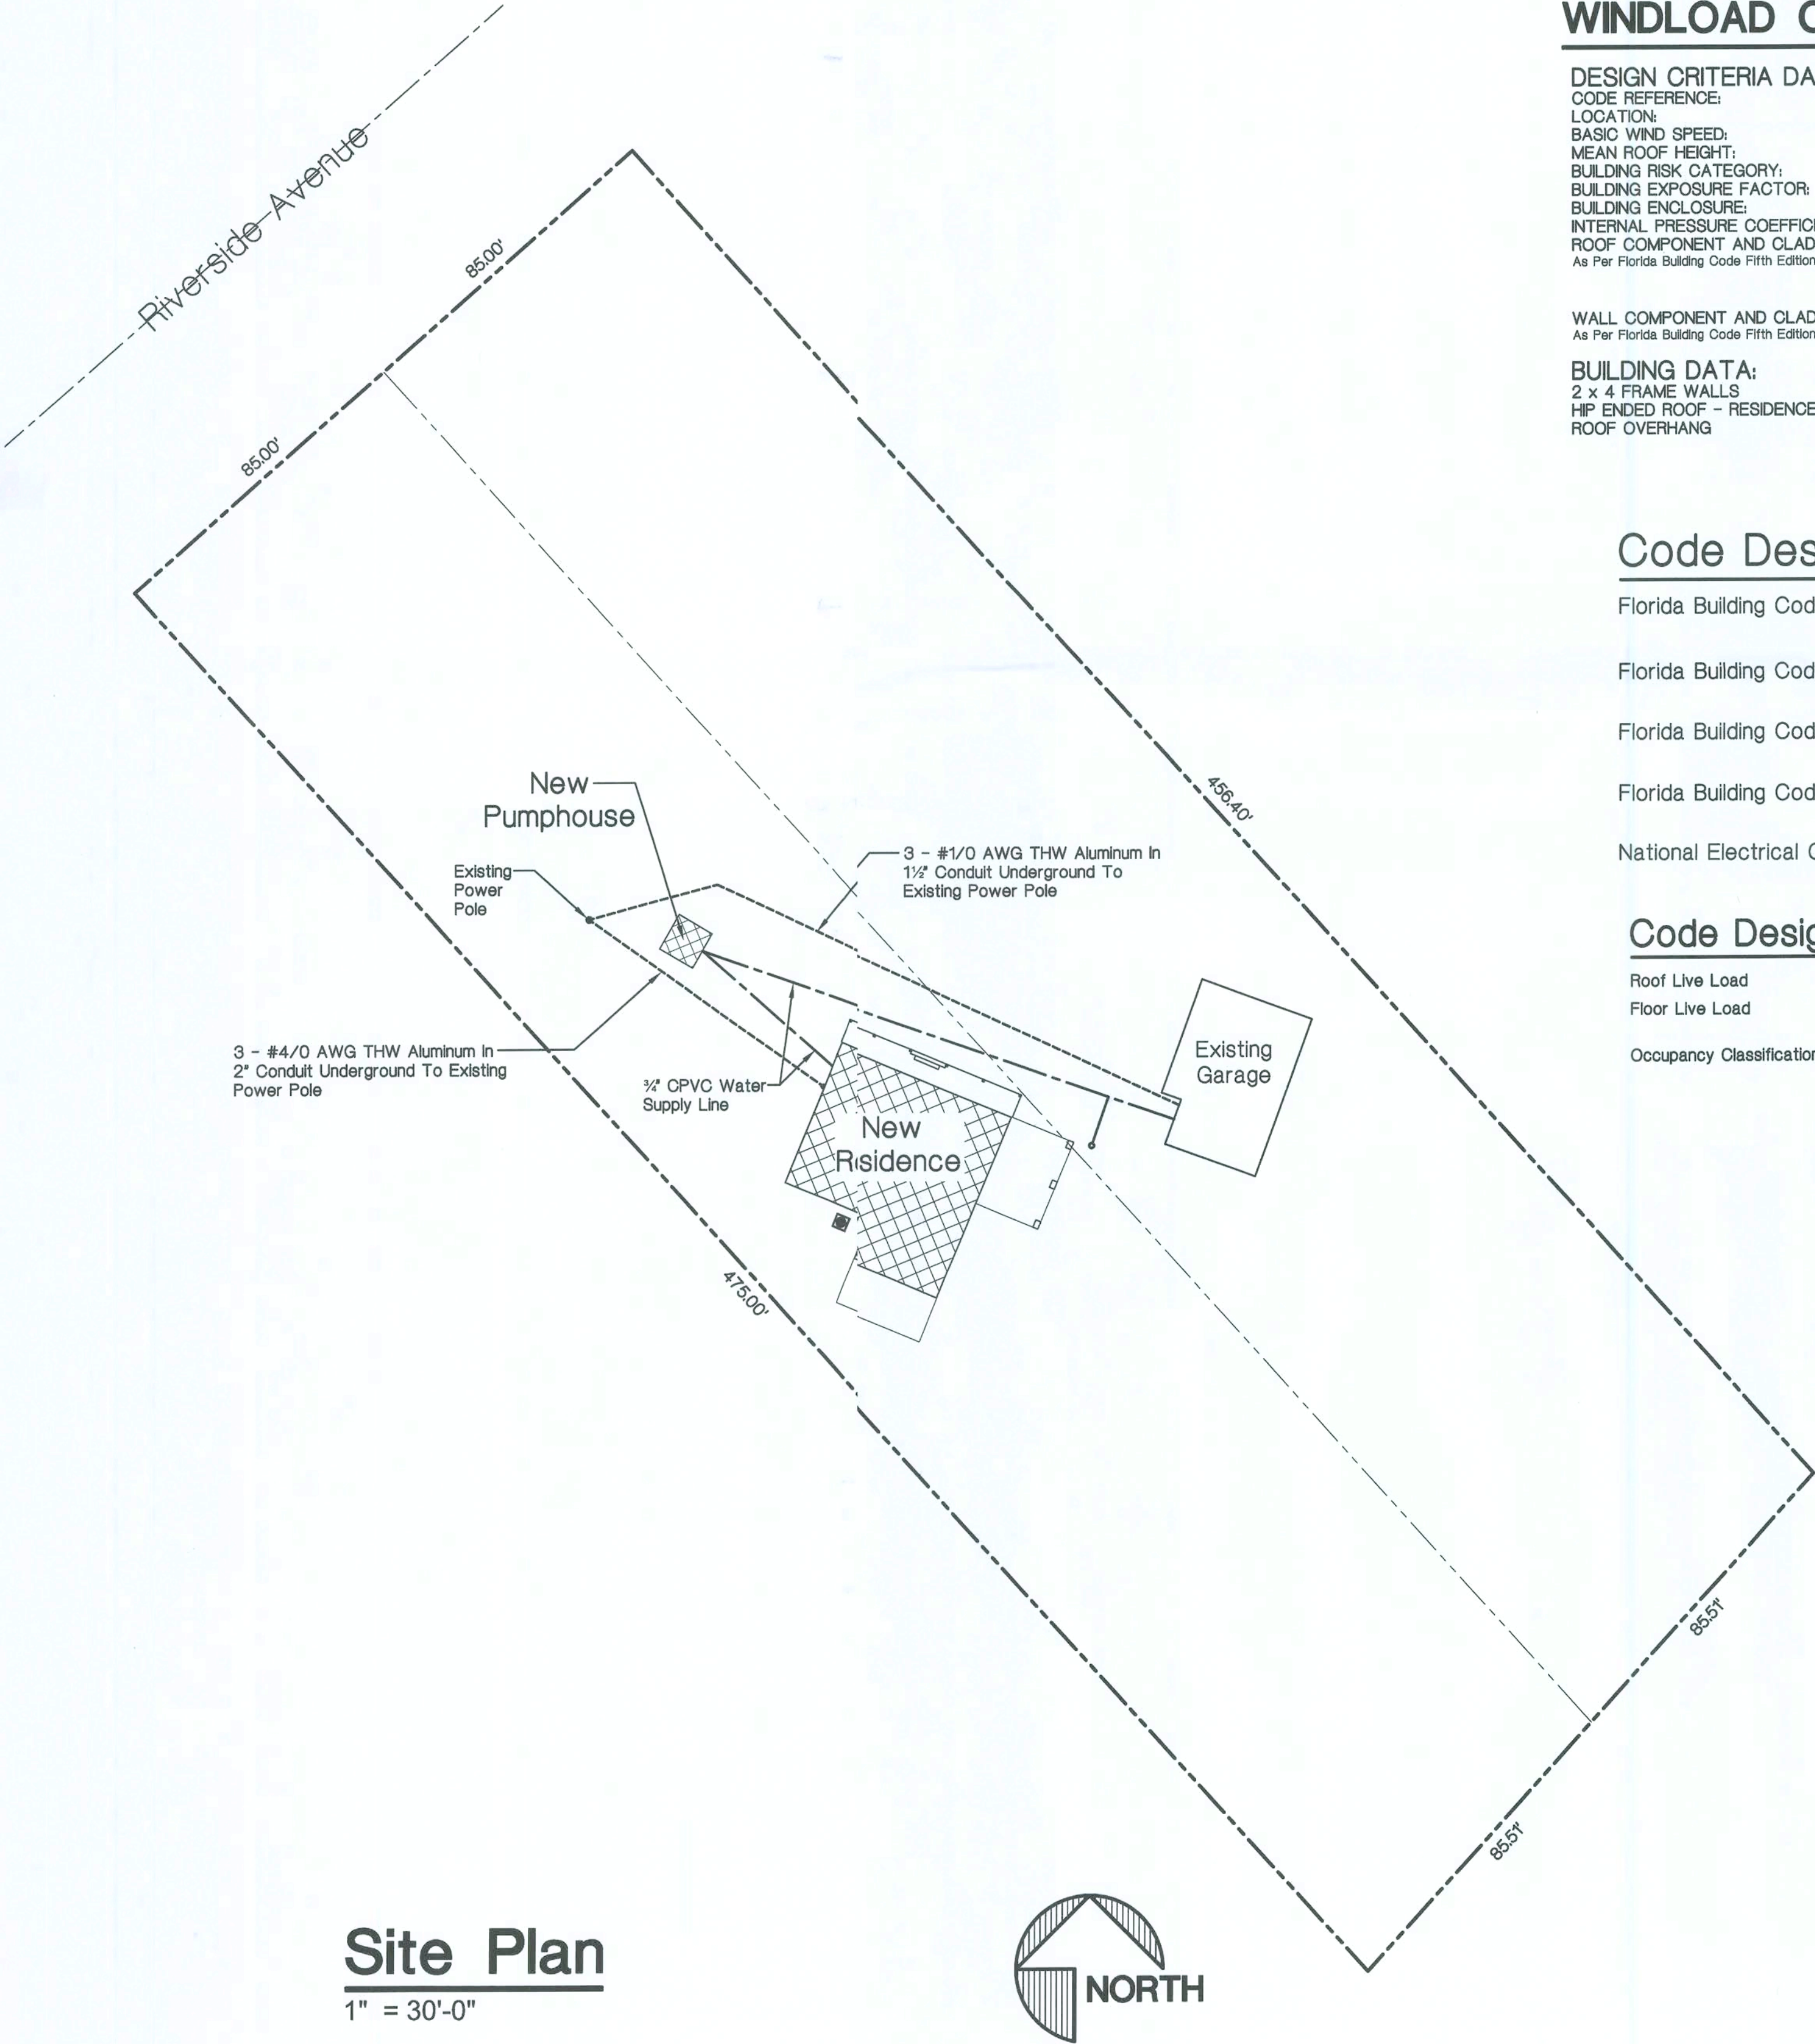 WINDLOAD
DESIGN CRITERIA DA
CODE REFERENCE:
LOCATION:
BASIC WIND SPEED:
MEAN ROOF HEIGHT:
BUILDING RISK CATEGORY:
BUILDING EXPOSURE FACTOR:
BUILDING ENCLOSURE:
INTERNAL PRESSURE COEFFICI
ROOF COMPONENT AND CLAD
As Per Florida Building Code Fifth Edition
WALL COMPONENT AND CLAD
As Per Florida Building Code Fifth Edition
BUILDING DATA:
2 x 4 FRAME WALLS
HIP ENDED ROOF - RESIDENCE
ROOF OVERHANG
Code Des
Florida Building Cod
Florida Building Cod
Florida Building Cod
Florida Building Cod
National Electrical C
Code Desig
Roof Live Load
Floor Live Load
Occupancy Classification
Riverside Avenue
85.00'
85.00'
456.40'
New
Pumphouse
Existing
Power
Pole
3 - #1/0 AWG THW Aluminum In
1½" Conduit Underground To
Existing Power Pole
Existing
Garage
3 - #4/0 AWG THW Aluminum In
2" Conduit Underground To Existing
Power Pole
¾" CPVC Water
Supply Line
New
Residence
475.00'
85.51'
85.51'
Site Plan
1" = 30'-0"
NORTH